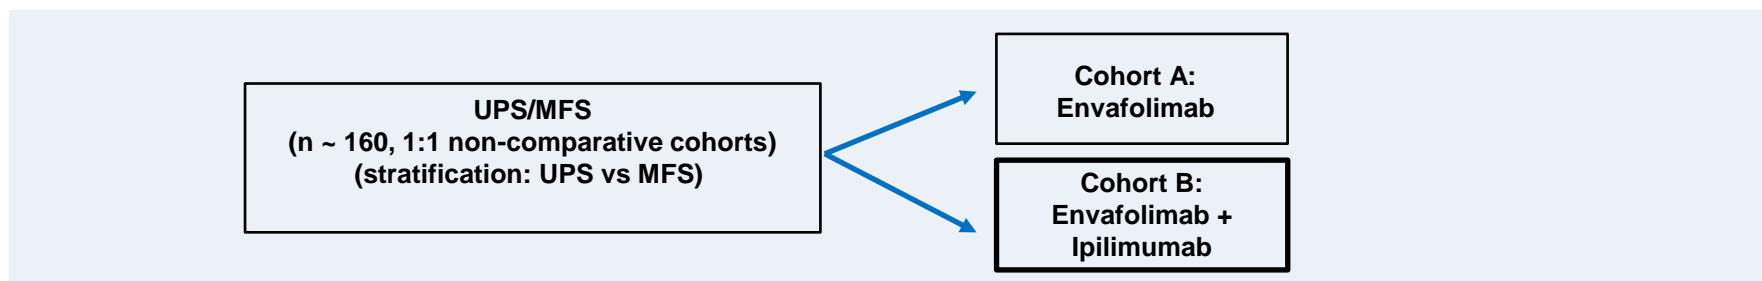 UPS/MFS
(n ~ 160, 1:1 non-comparative cohorts)
(stratification: UPS vs MFS)
Cohort A:
Envafolimab
Cohort B:
Envafolimab +
Ipilimumab